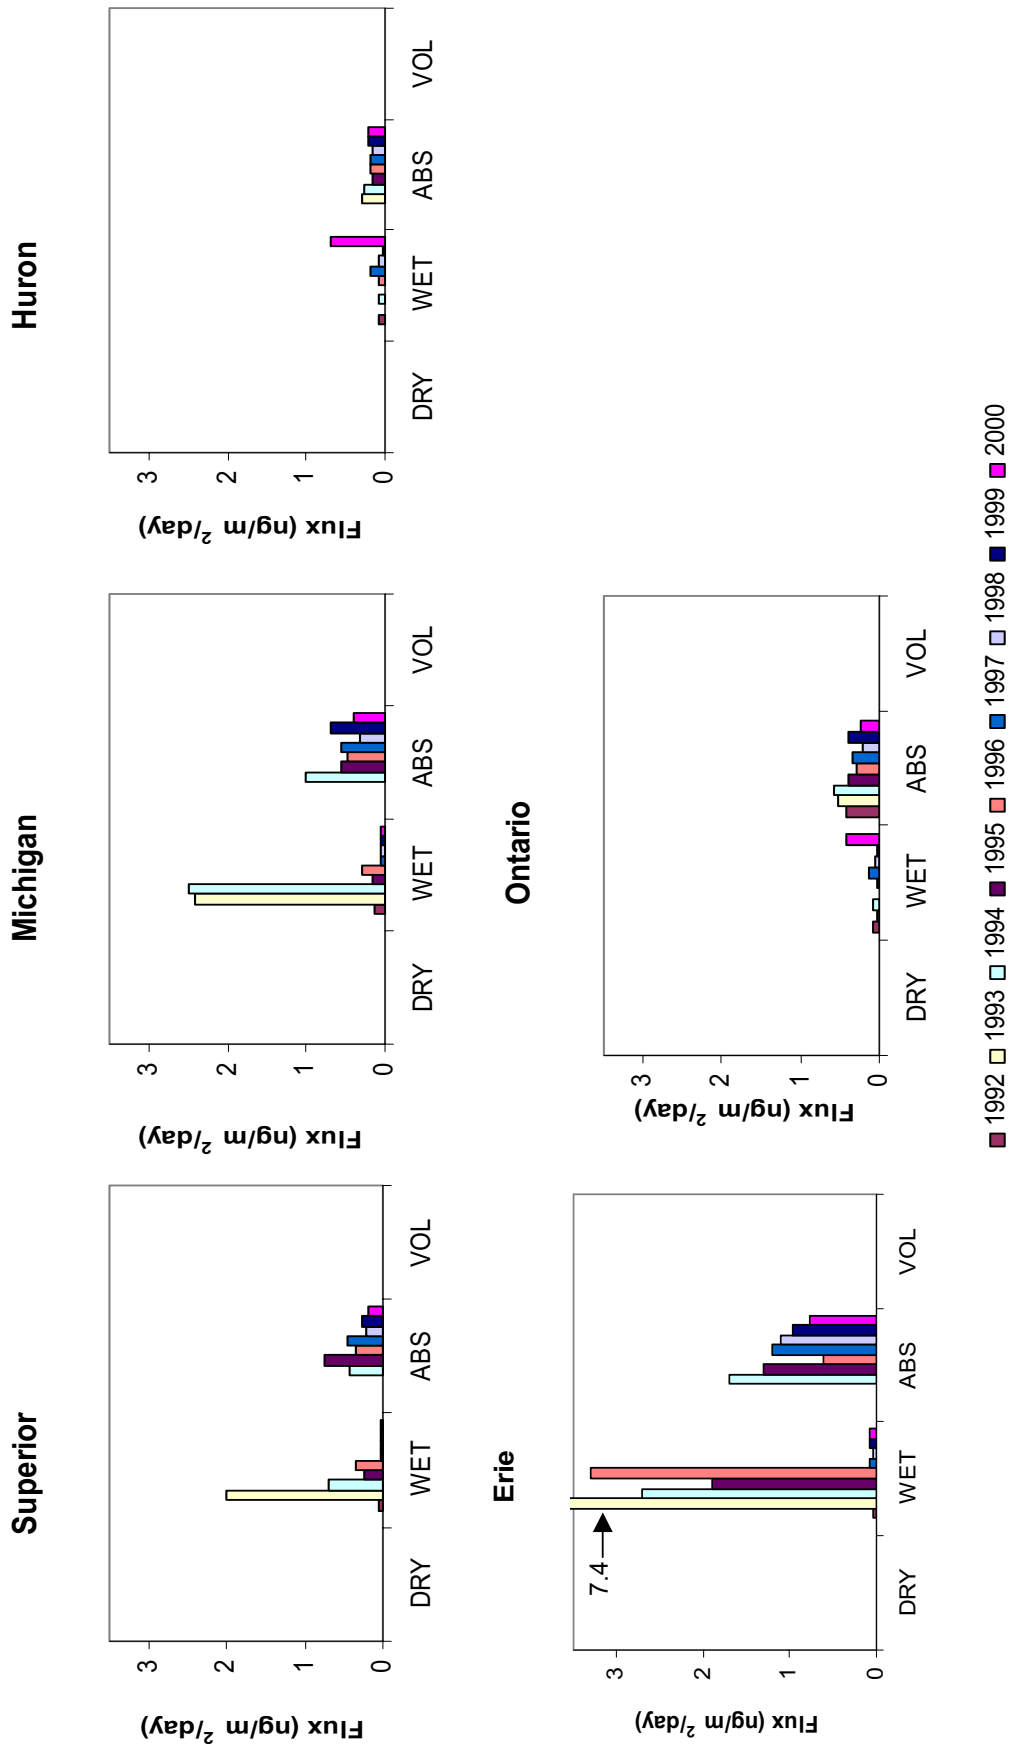 Superior
Flux (ng/m 2/day)
3
2
1
0
DRY WET ABS VOL
Michigan
Flux (ng/m 2/day)
3
2
1
0
DRY WET ABS VOL
Huron
Flux (ng/m 2/day)
3
2
1
0
DRY WET ABS VOL
Erie
Flux (ng/m 2/day)
3
2
1
0
7.4
DRY WET ABS VOL
Ontario
Flux (ng/m 2/day)
3
2
1
0
DRY WET ABS VOL
1992 1993 1994 1995 1996 1997 1998 1999 2000